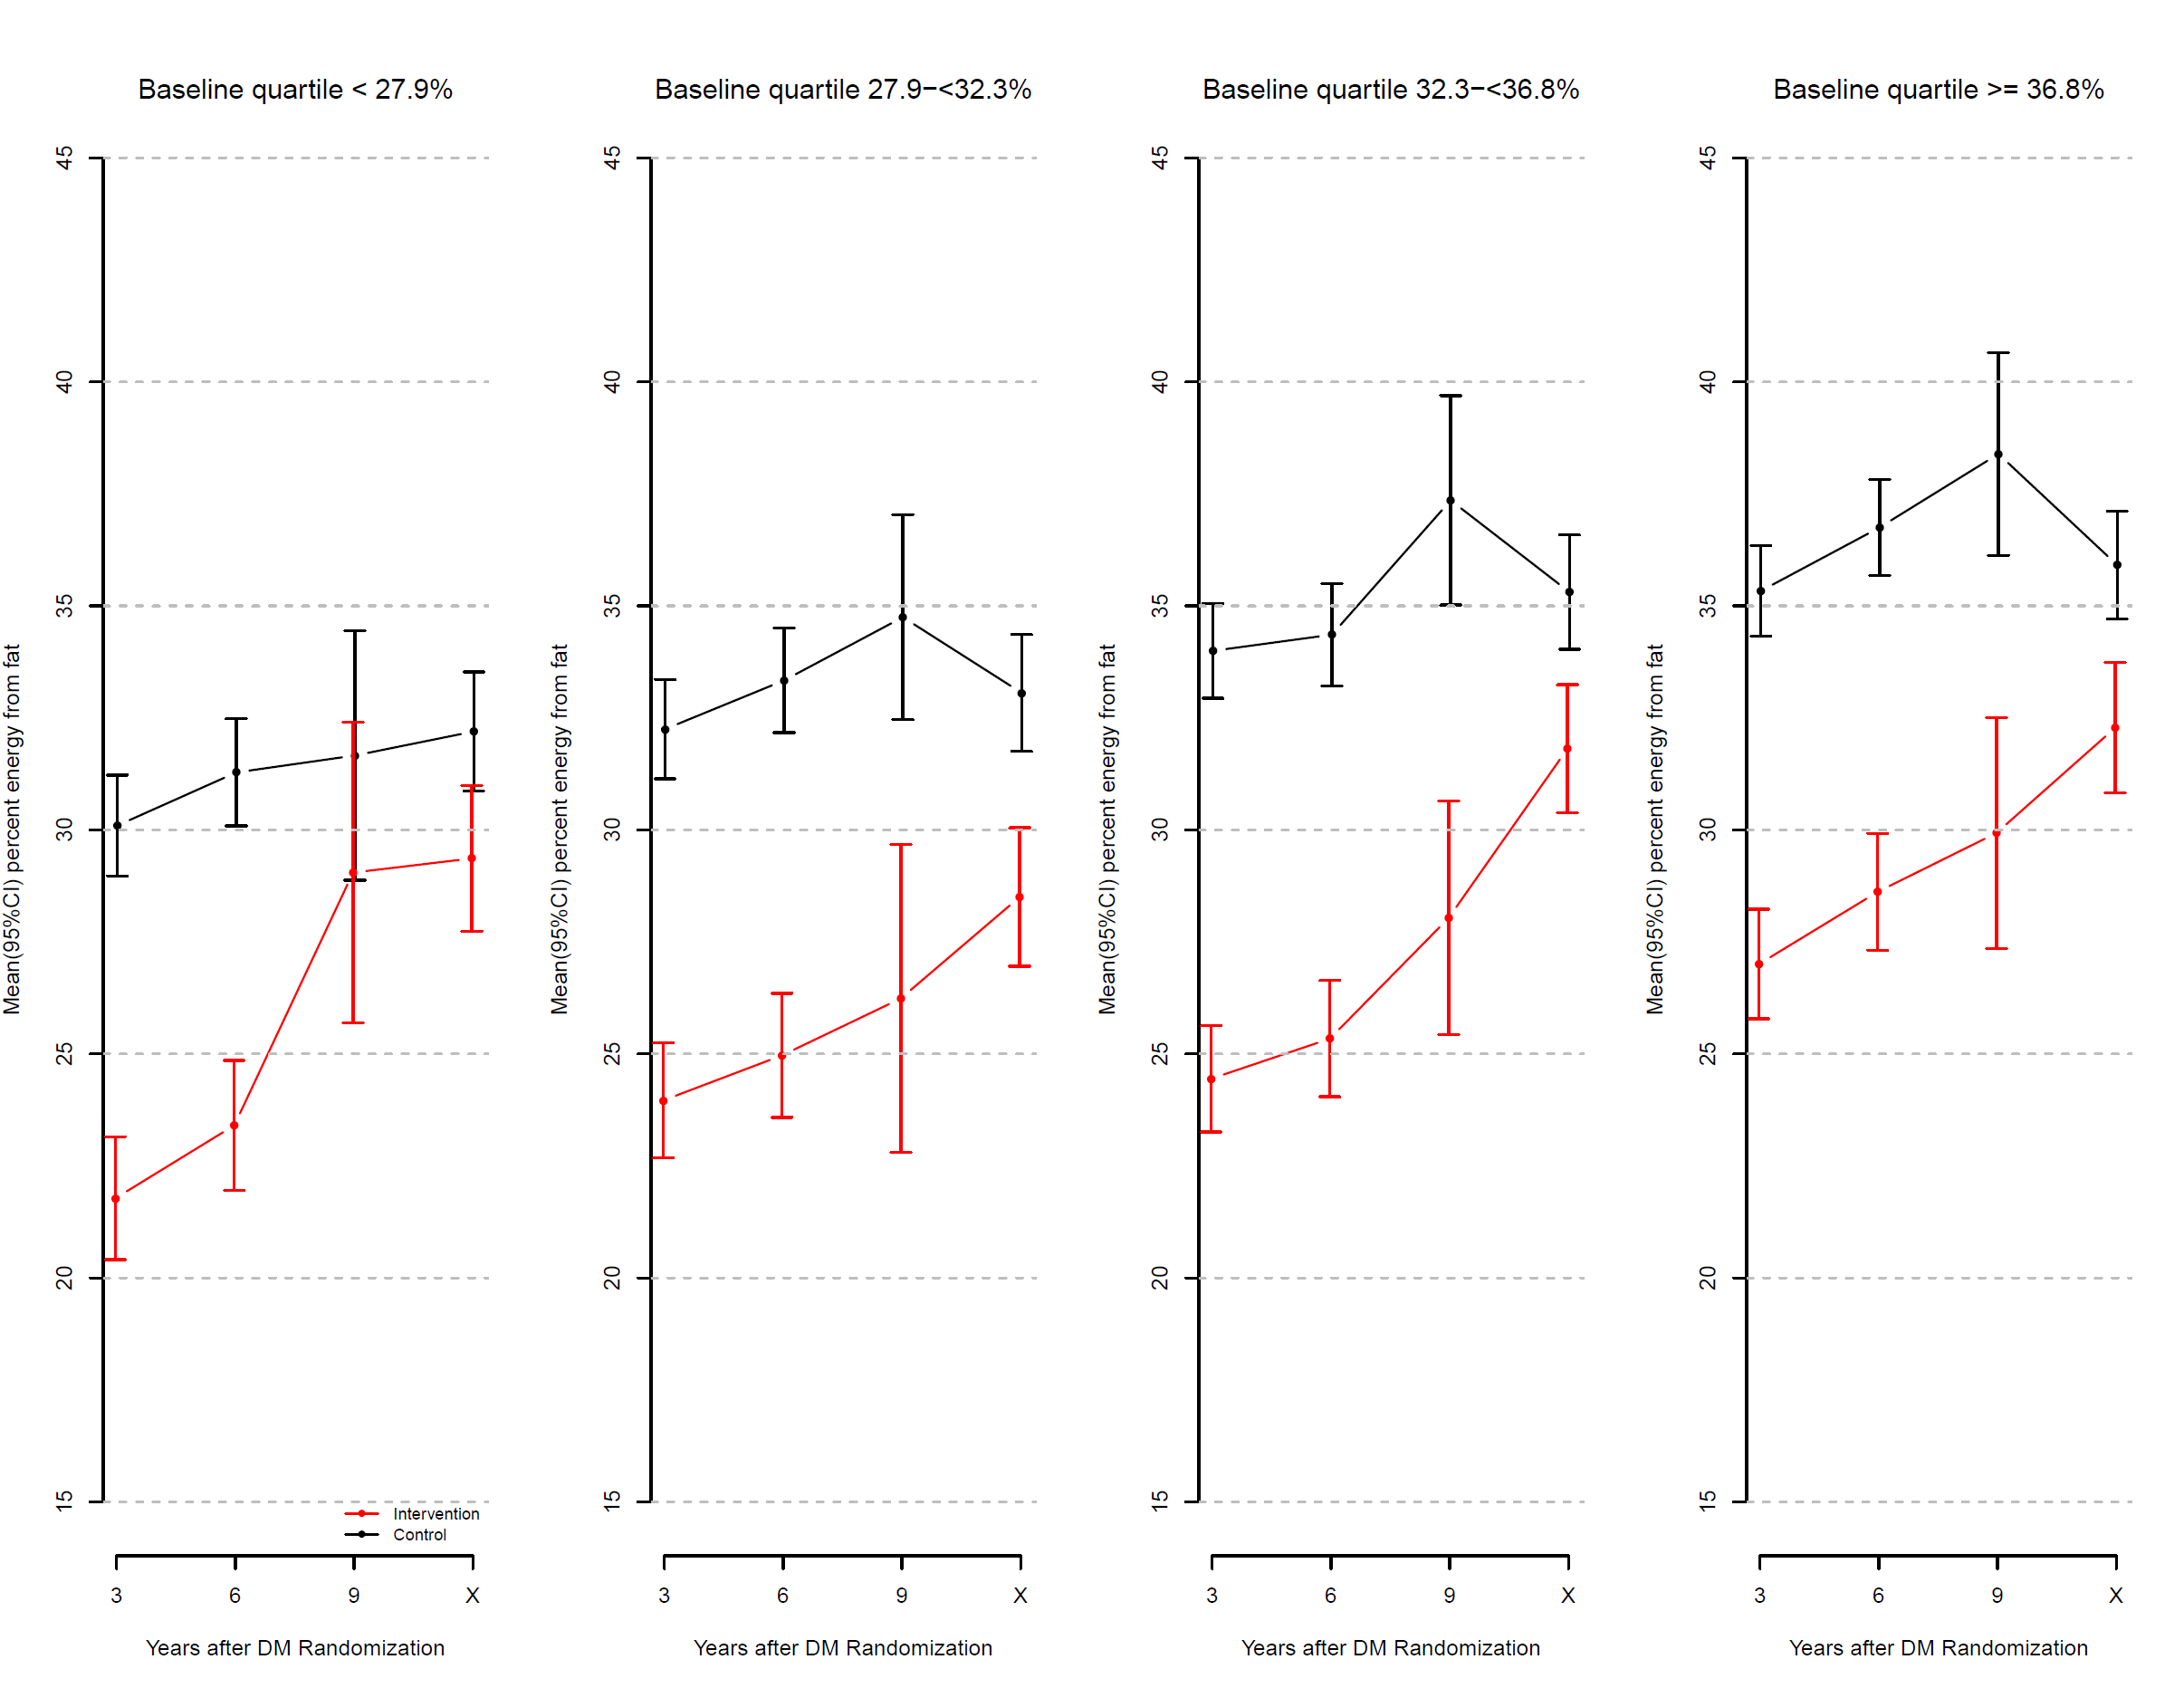 Baseline quartile < 27.9%
Mean(95%CI) percent energy from fat
45
40
35
30
25
20
15
Intervention
Control
3 6 9 X
Years after DM Randomization
Baseline quartile 27.9−<32.3%
Mean(95%CI) percent energy from fat
45
40
35
30
25
20
15
3 6 9 X
Years after DM Randomization
Baseline quartile 32.3−<36.8%
Mean(95%CI) percent energy from fat
45
40
35
30
25
20
15
3 6 9 X
Years after DM Randomization
Baseline quartile >= 36.8%
Mean(95%CI) percent energy from fat
45
40
35
30
25
20
15
3 6 9 X
Years after DM Randomization